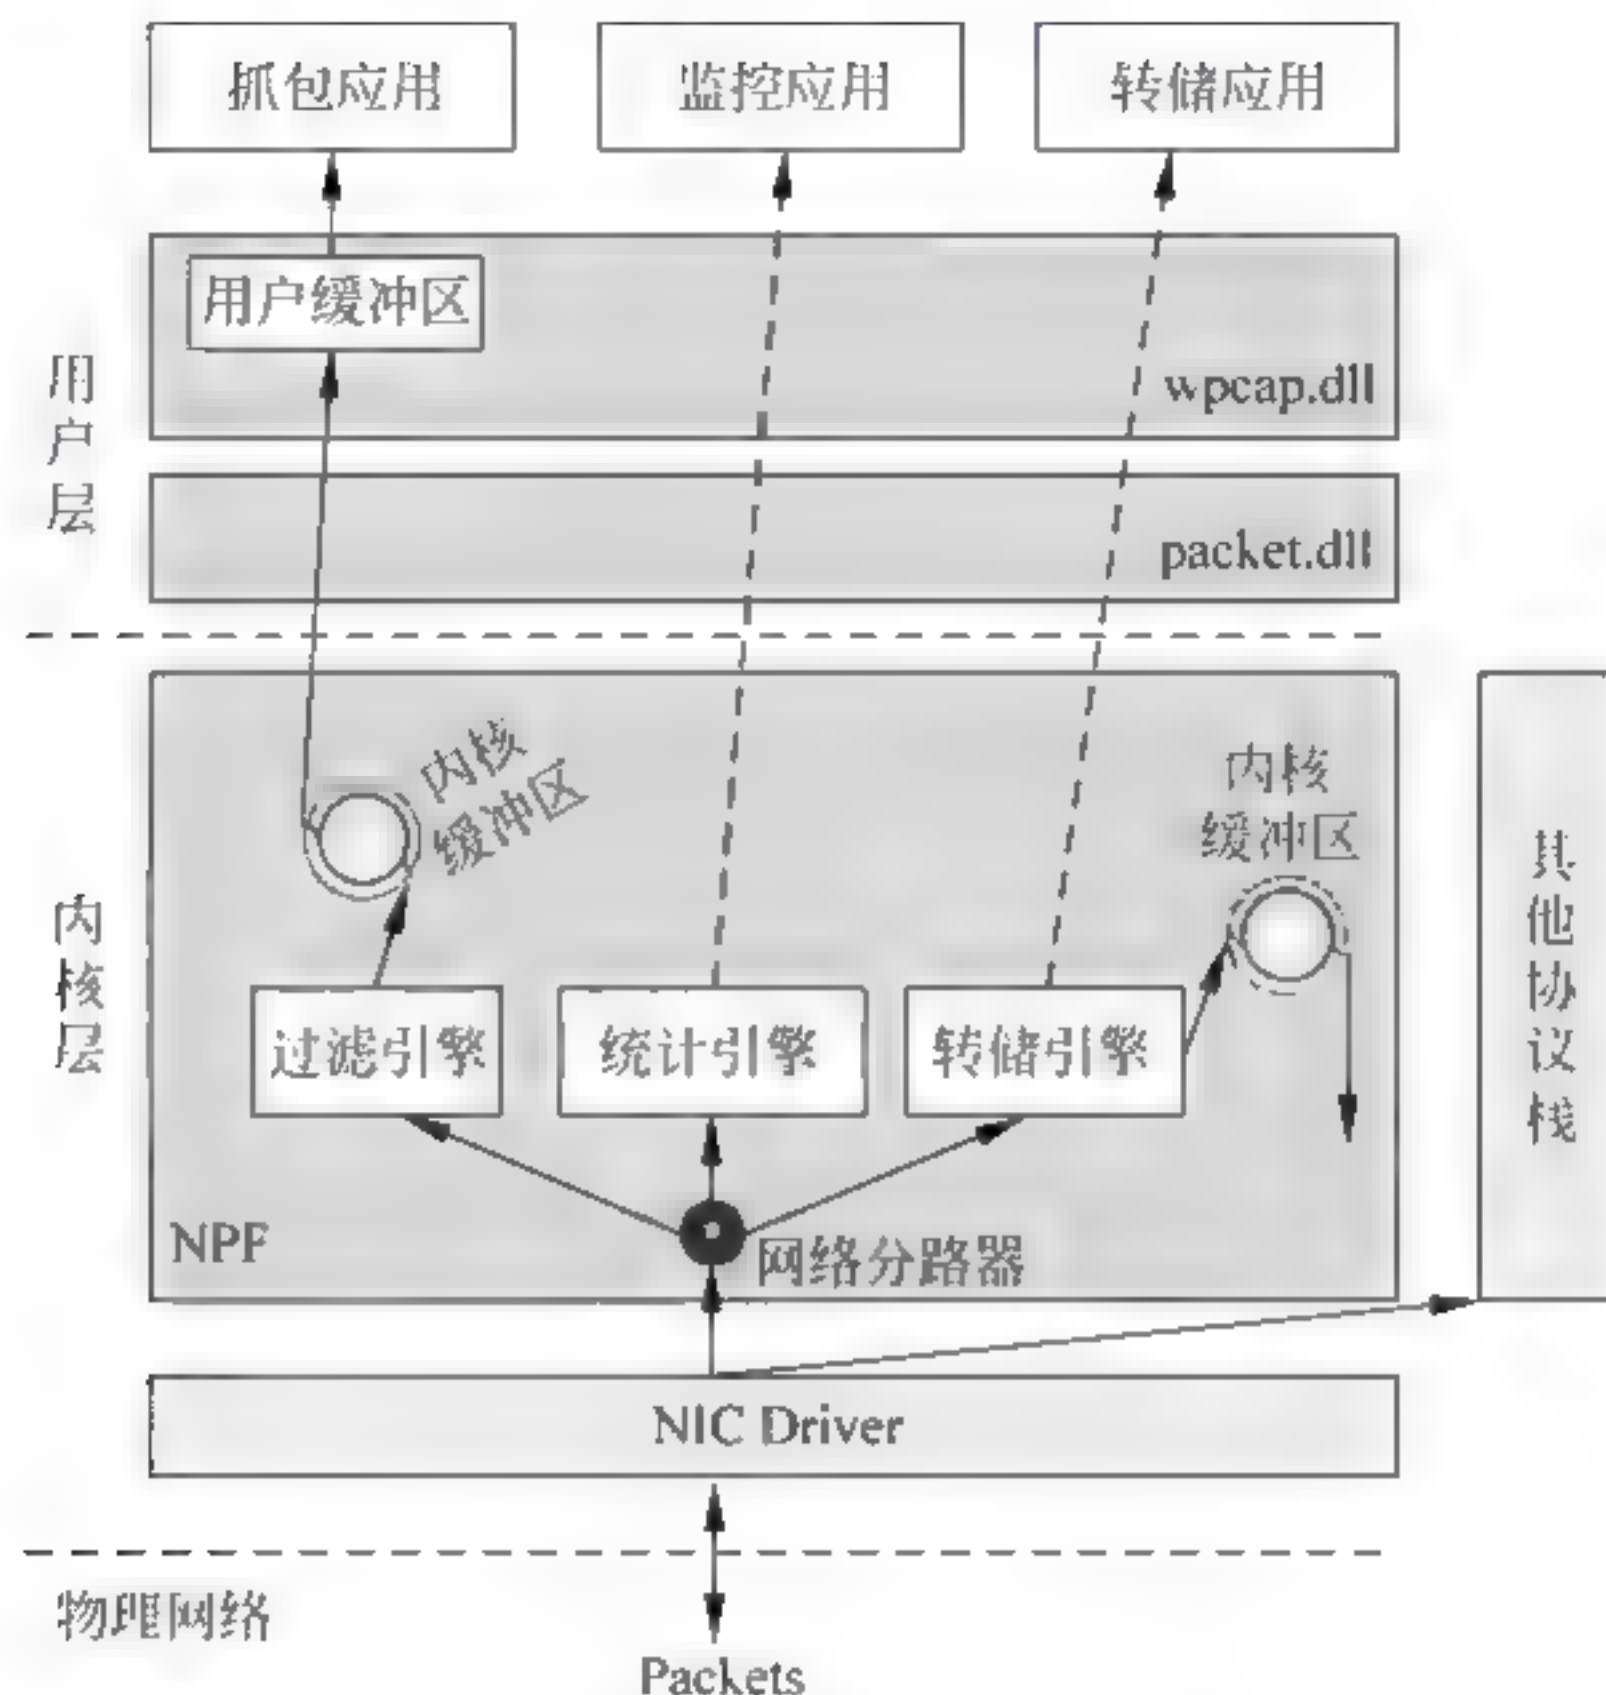 抓包应用
监控应用
转储应用
用户缓冲区
wpcap.dll
用户层
packet.dll
内核
缓冲区
内核
缓冲区
其他协议栈
内核层
过滤引擎
统计引擎
转储引擎
NPF
网络分路器
NIC Driver
物理网络
Packets